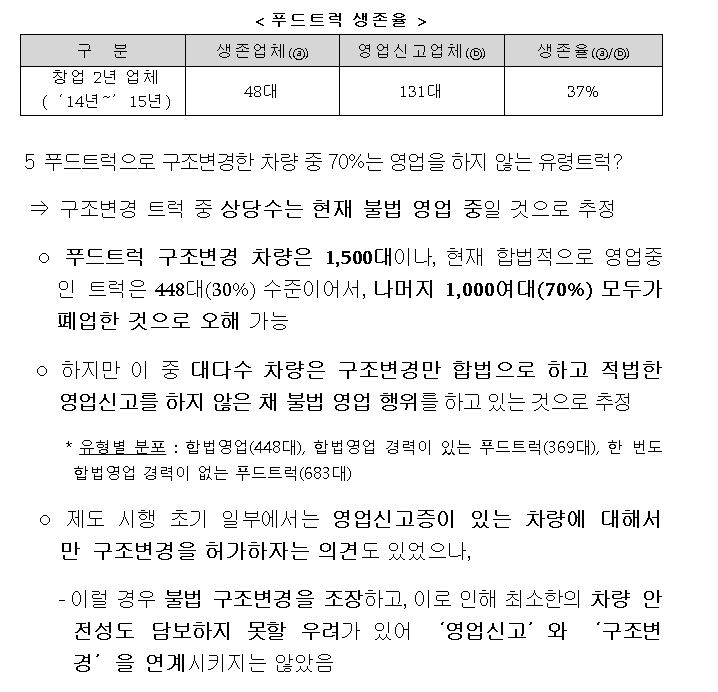 < 푸드트럭 생존율 >
구 분 생존업체(ⓐ) 영업신고업체(ⓑ) 생존율(ⓐ/ⓑ)
창업 2년 업체
(‘14년~’15년) 48대 131대 37%
5 푸드트럭으로 구조변경한 차량 중 70%는 영업을 하지 않는 유령트럭?
⇒ 구조변경 트럭 중 상당수는 현재 불법 영업 중일 것으로 추정
ㅇ 푸드트럭 구조변경 차량은 1,500대이나, 현재 합법적으로 영업중
인 트럭은 448대(30%) 수준이어서, 나머지 1,000여대(70%) 모두가
폐업한 것으로 오해 가능
ㅇ 하지만 이 중 대다수 차량은 구조변경만 합법으로 하고 적법한
영업신고를 하지 않은 채 불법 영업 행위를 하고 있는 것으로 추정
* 유형별 분포 : 합법영업(448대), 합법영업 경력이 있는 푸드트럭(369대), 한 번도
합법영업 경력이 없는 푸드트럭(683대)
ㅇ 제도 시행 초기 일부에서는 영업신고증이 있는 차량에 대해서
만 구조변경을 허가하자는 의견도 있었으나,
- 이럴 경우 불법 구조변경을 조장하고, 이로 인해 최소한의 차량 안
전성도 담보하지 못할 우려가 있어 ‘영업신고’와 ‘구조변
경’을 연계시키지는 않았음